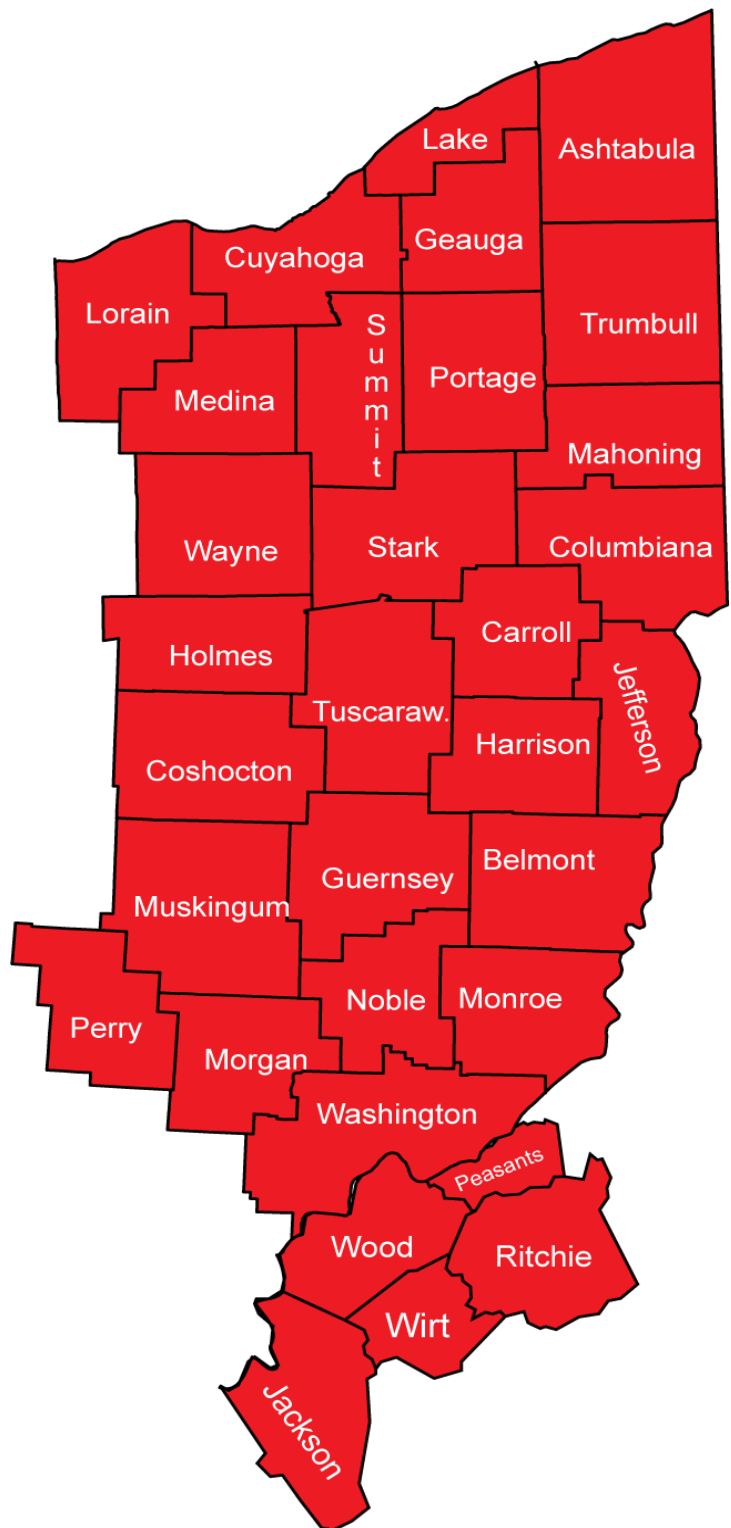 Lake
Ashtabula
Geauga
Cuyahoga
Lorain
Trumbull
Summit
Portage
Medina
Mahoning
Wayne
Stark
Columbiana
Carroll
Holmes
Jefferson
Tuscaraw.
Harrison
Coshocton
Belmont
Guernsey
Muskingum
Noble
Monroe
Perry
Morgan
Washington
Peasants
Wood
Ritchie
Wirt
Jackson